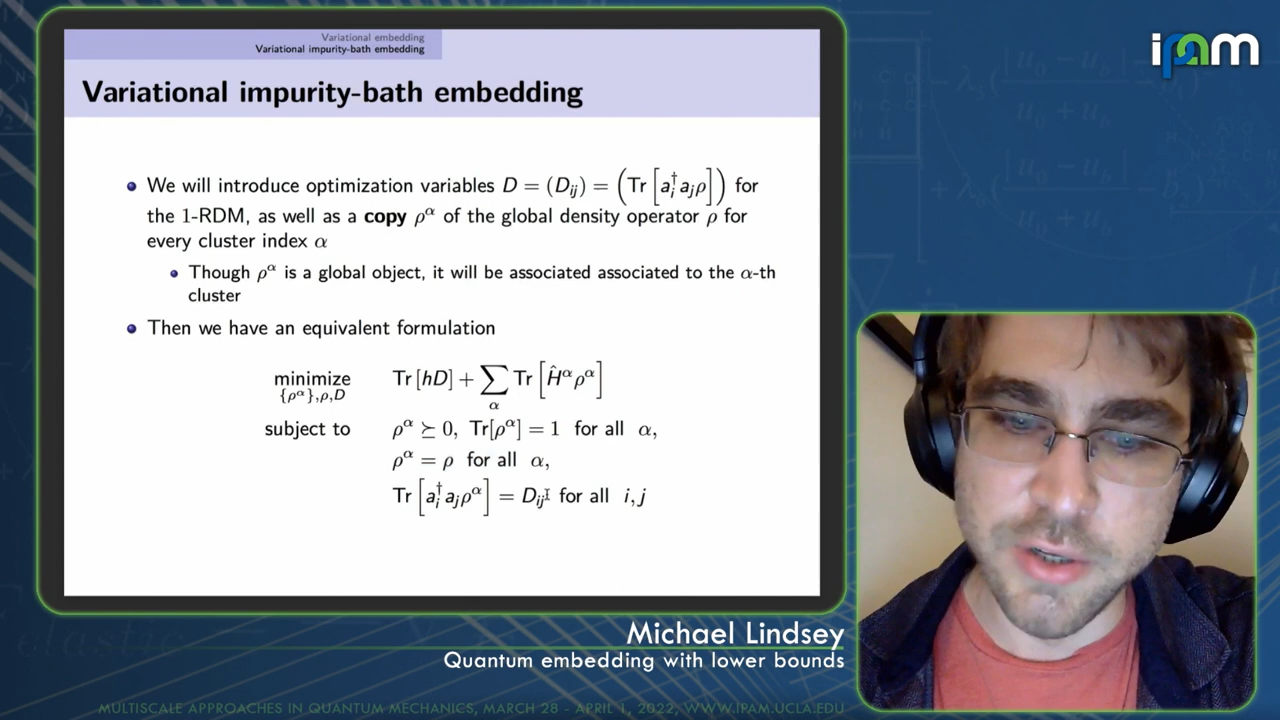 Variational embedding
Variational impurity-bath embedding
Variational impurity-bath embedding
We will introduce optimization variables D = (D_{ij}) = (Tr[a_i^† a_j ρ]) for
the 1-RDM, as well as a copy ρ^α of the global density operator ρ for
every cluster index α
Though ρ^α is a global object, it will be associated associated to the α-th
cluster
Then we have an equivalent formulation
minimize Tr [hD] + ∑ Tr [Ĥ^α ρ^α]
{ρ^α},ρ,D α
subject to ρ^α ⪰ 0, Tr[ρ^α] = 1 for all α,
ρ^α = ρ for all α,
Tr [a_i^† a_j ρ^α] = D_{ij} for all i, j
ipam
Michael Lindsey
Quantum embedding with lower bounds
MULTISCALE APPROACHES IN QUANTUM MECHANICS, MARCH 28 - APRIL 1, 2022, WWW.IPAM.UCLA.EDU